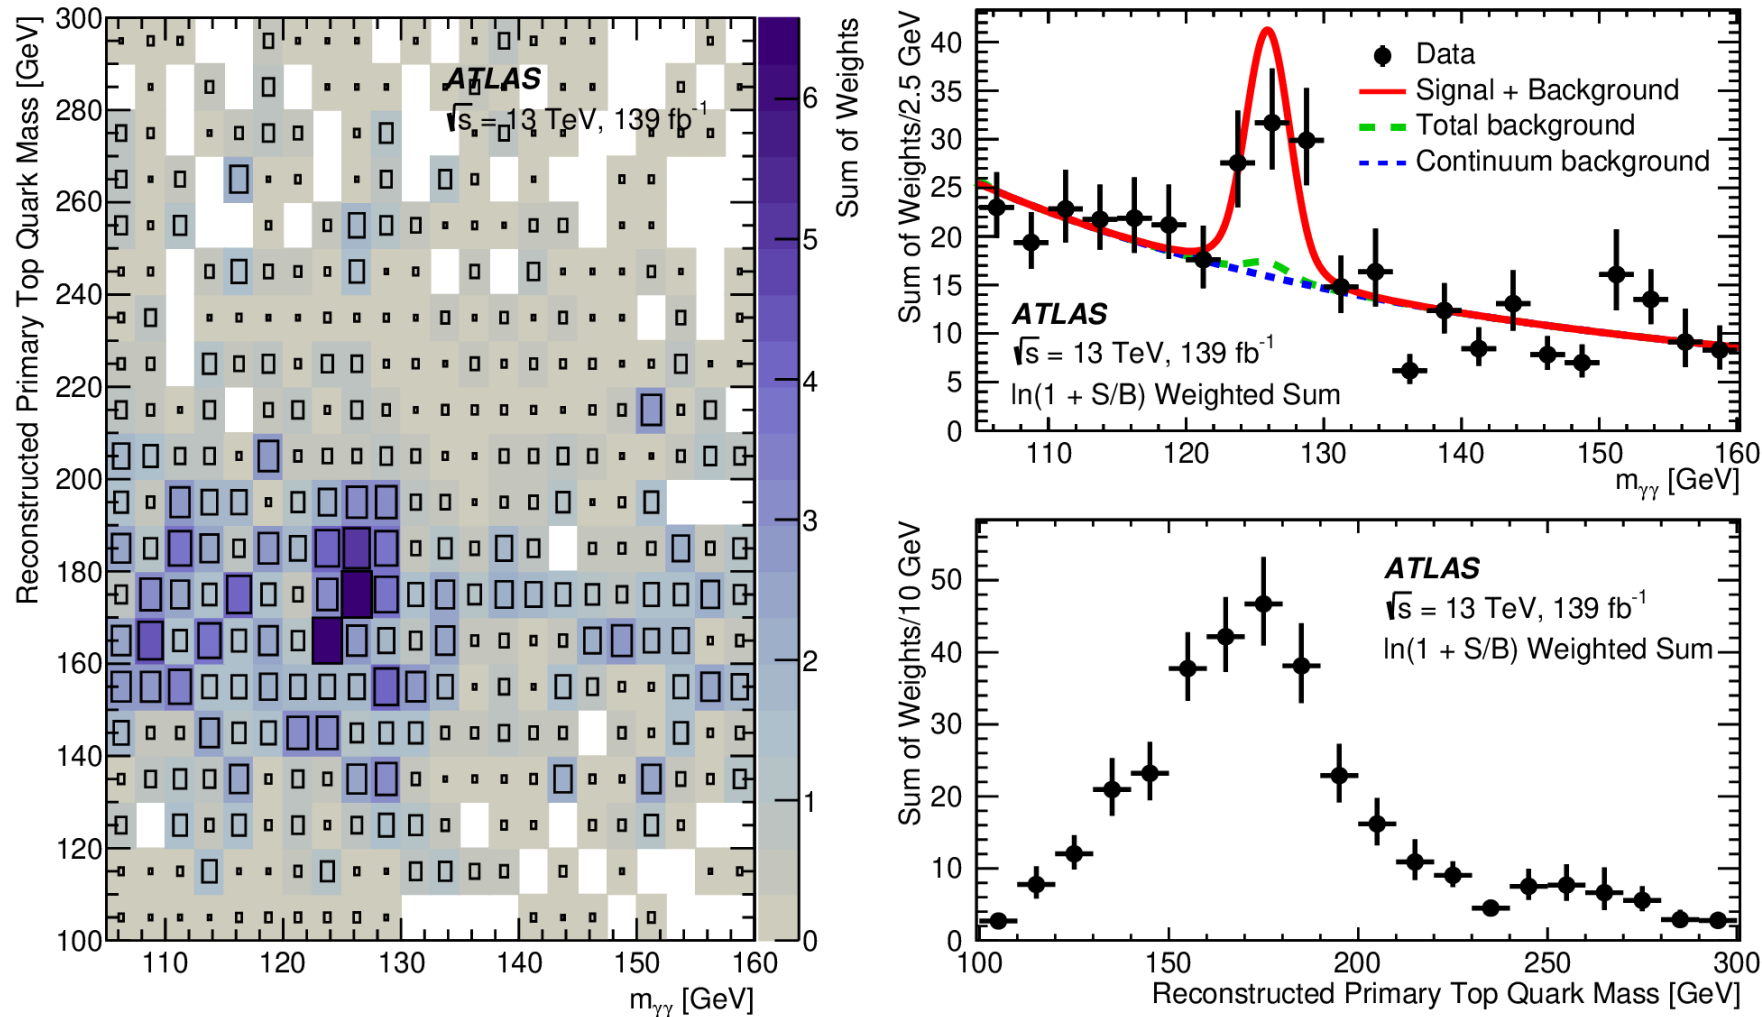 Reconstructed Primary Top Quark Mass [GeV]
300
280
260
240
220
200
180
160
140
120
100
110 120 130 140 150 160
mγγ [GeV]
ATLAS
√s = 13 TeV, 139 fb⁻¹
Sum of Weights
6
5
4
3
2
1
0
Sum of Weights/2.5 GeV
40
35
30
25
20
15
10
5
0
Data
Signal + Background
Total background
Continuum background
ATLAS
√s = 13 TeV, 139 fb⁻¹
ln(1 + S/B) Weighted Sum
110 120 130 140 150 160
mγγ [GeV]
Sum of Weights/10 GeV
50
40
30
20
10
0
ATLAS
√s = 13 TeV, 139 fb⁻¹
ln(1 + S/B) Weighted Sum
100 150 200 250 300
Reconstructed Primary Top Quark Mass [GeV]